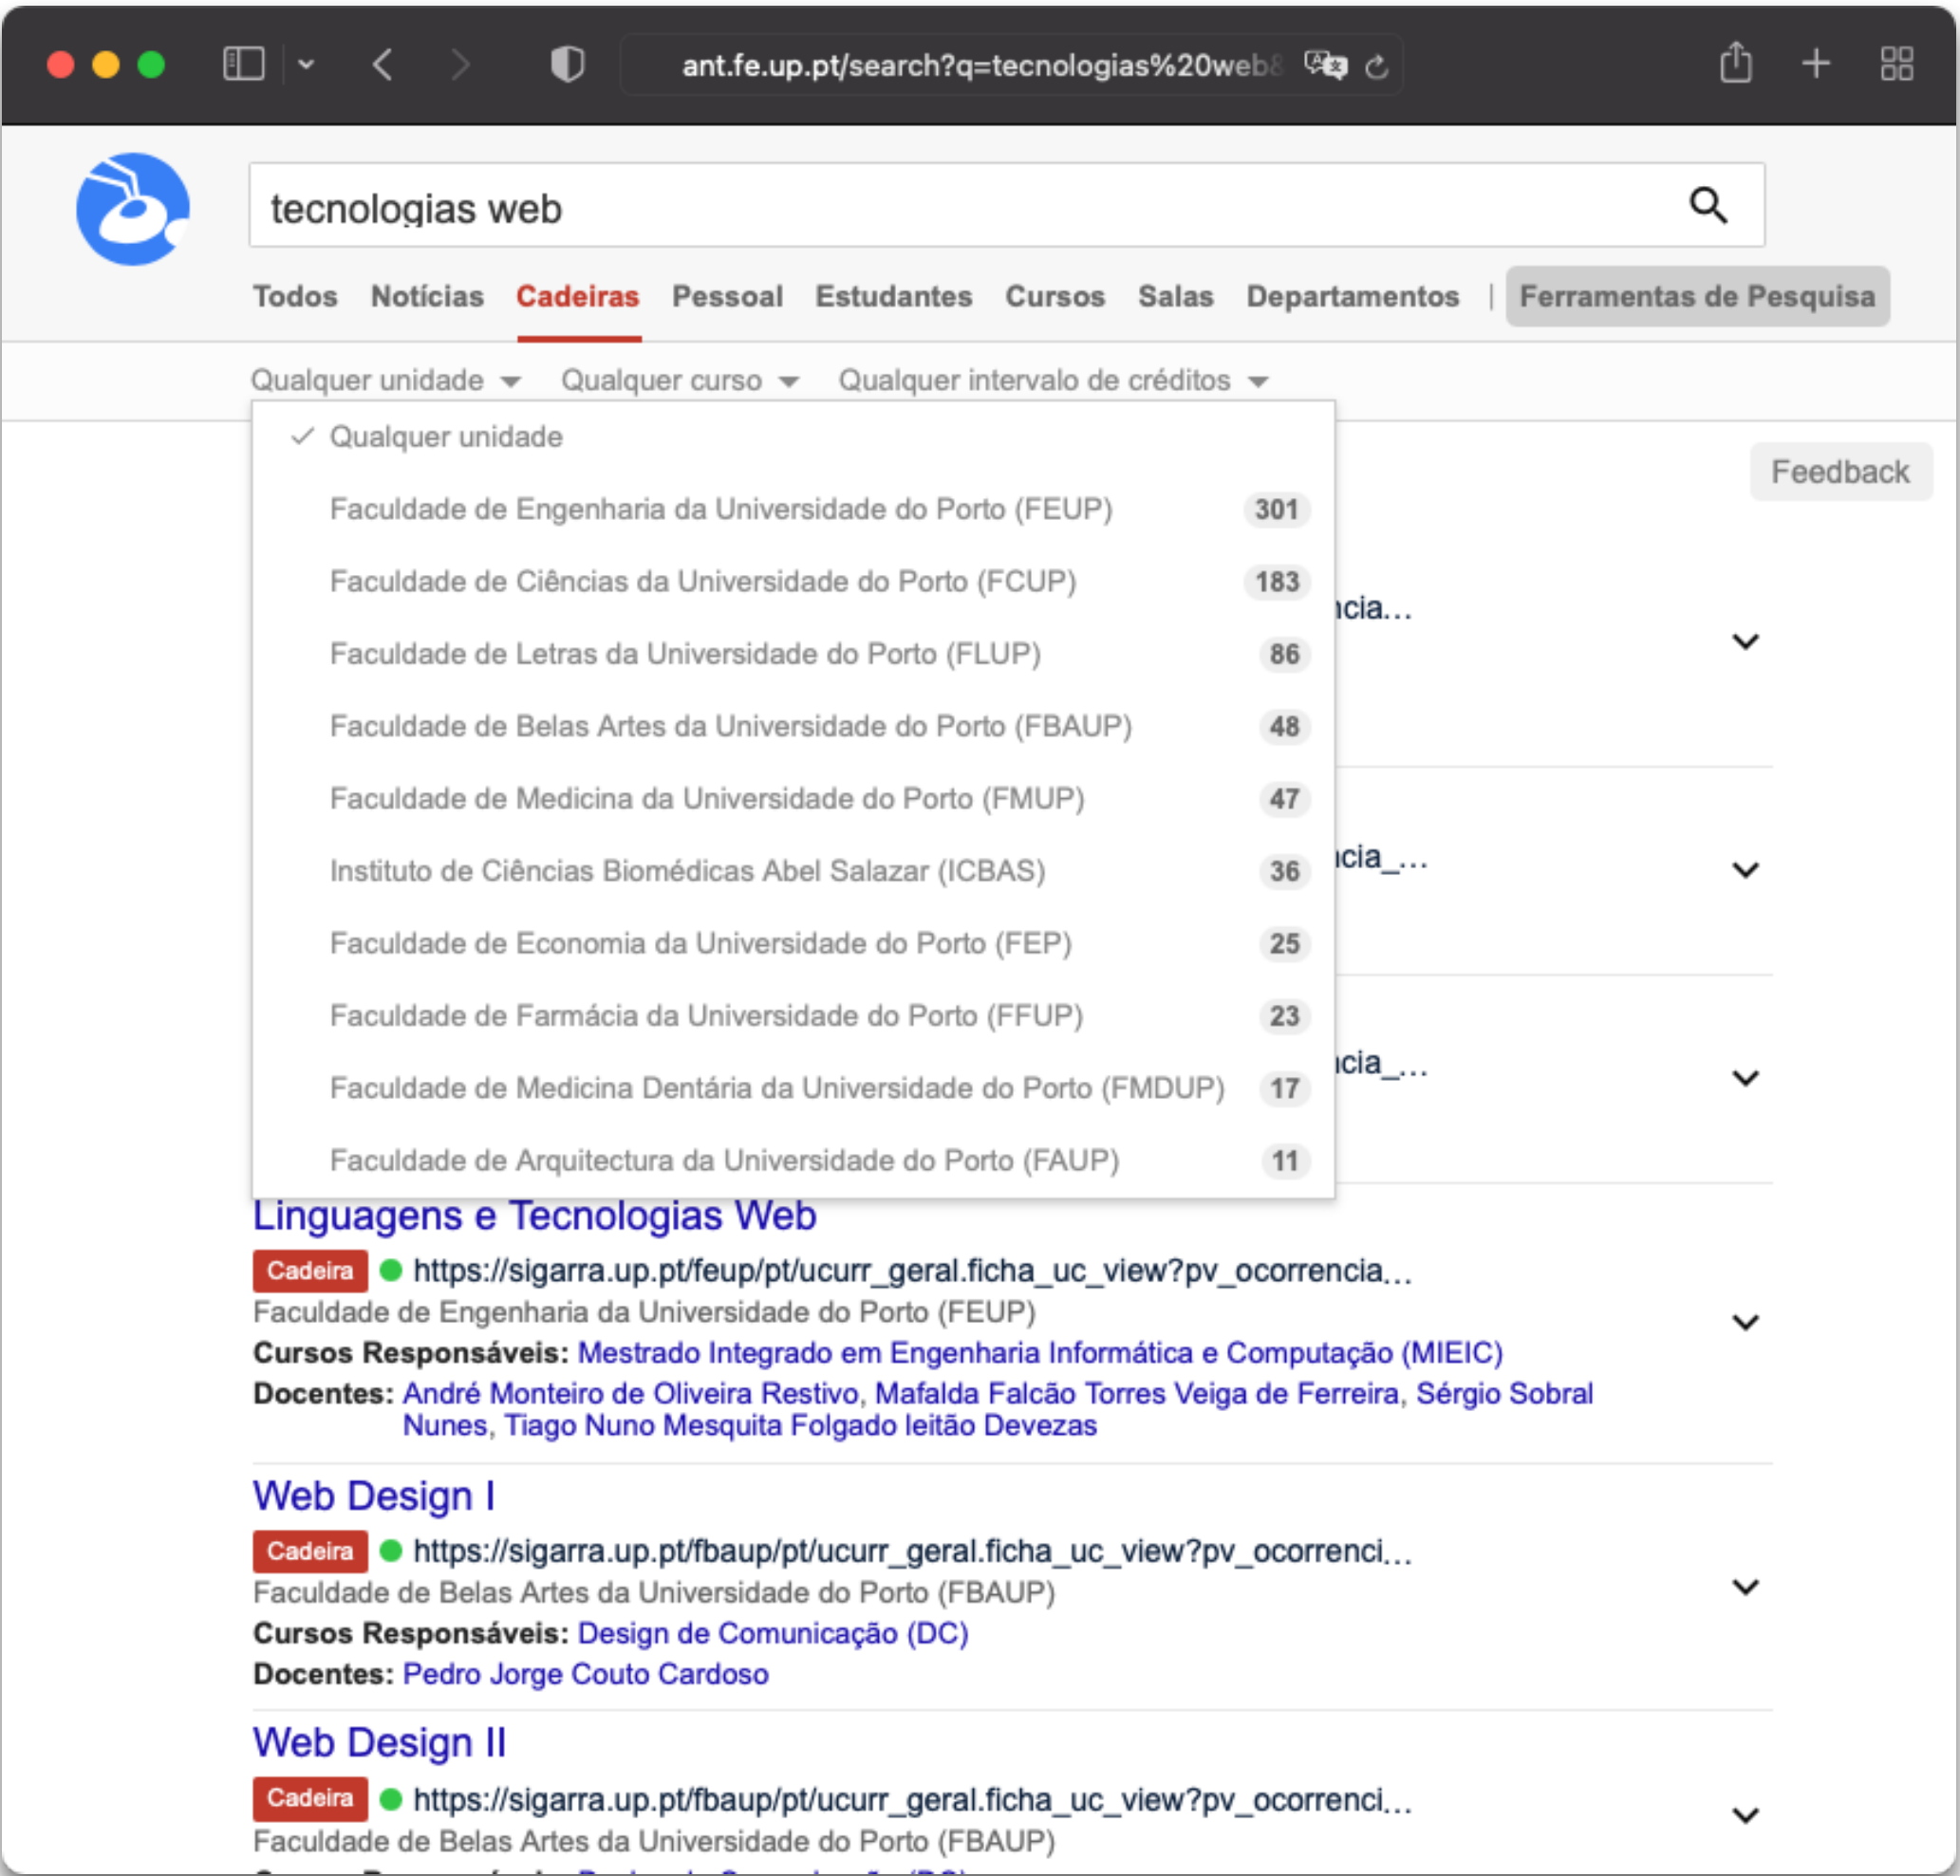 ant.fe.up.pt/search?q=tecnologias%20web&
tecnologias web
Todos Notícias Cadeiras Pessoal Estudantes Cursos Salas Departamentos | Ferramentas de Pesquisa
Qualquer unidade Qualquer curso Qualquer intervalo de créditos
Qualquer unidade
Feedback
Faculdade de Engenharia da Universidade do Porto (FEUP) 301
Faculdade de Ciências da Universidade do Porto (FCUP) 183
ncia...
Faculdade de Letras da Universidade do Porto (FLUP) 86
Faculdade de Belas Artes da Universidade do Porto (FBAUP) 48
Faculdade de Medicina da Universidade do Porto (FMUP) 47
ncia_...
Instituto de Ciências Biomédicas Abel Salazar (ICBAS) 36
Faculdade de Economia da Universidade do Porto (FEP) 25
Faculdade de Farmácia da Universidade do Porto (FFUP) 23
ncia_...
Faculdade de Medicina Dentária da Universidade do Porto (FMDUP) 17
Faculdade de Arquitectura da Universidade do Porto (FAUP) 11
Linguagens e Tecnologias Web
Cadeira https://sigarra.up.pt/feup/pt/ucurr_geral.ficha_uc_view?pv_ocorrencia...
Faculdade de Engenharia da Universidade do Porto (FEUP)
Cursos Responsáveis: Mestrado Integrado em Engenharia Informática e Computação (MIEIC)
Docentes: André Monteiro de Oliveira Restivo, Mafalda Falcão Torres Veiga de Ferreira, Sérgio Sobral
Nunes, Tiago Nuno Mesquita Folgado leitão Devezas
Web Design I
Cadeira https://sigarra.up.pt/fbaup/pt/ucurr_geral.ficha_uc_view?pv_ocorrenci...
Faculdade de Belas Artes da Universidade do Porto (FBAUP)
Cursos Responsáveis: Design de Comunicação (DC)
Docentes: Pedro Jorge Couto Cardoso
Web Design II
Cadeira https://sigarra.up.pt/fbaup/pt/ucurr_geral.ficha_uc_view?pv_ocorrenci...
Faculdade de Belas Artes da Universidade do Porto (FBAUP)